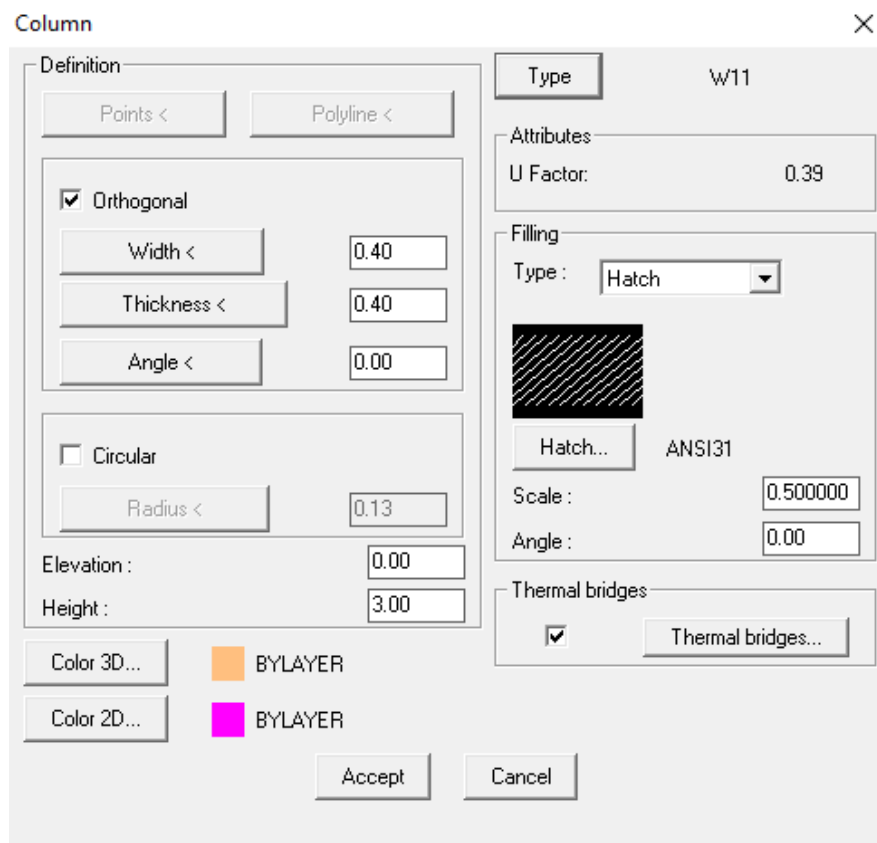 Column
Definition
Points <
Polyline <
Orthogonal
Width <
0.40
Thickness <
0.40
Angle <
0.00
Circular
Radius <
0.13
Elevation :
0.00
Height :
3.00
Color 3D...
BYLAYER
Color 2D...
BYLAYER
Type
W11
Attributes
U Factor:
0.39
Filling
Type :
Hatch
Hatch...
ANSI31
Scale :
0.500000
Angle :
0.00
Thermal bridges
Thermal bridges...
Accept
Cancel